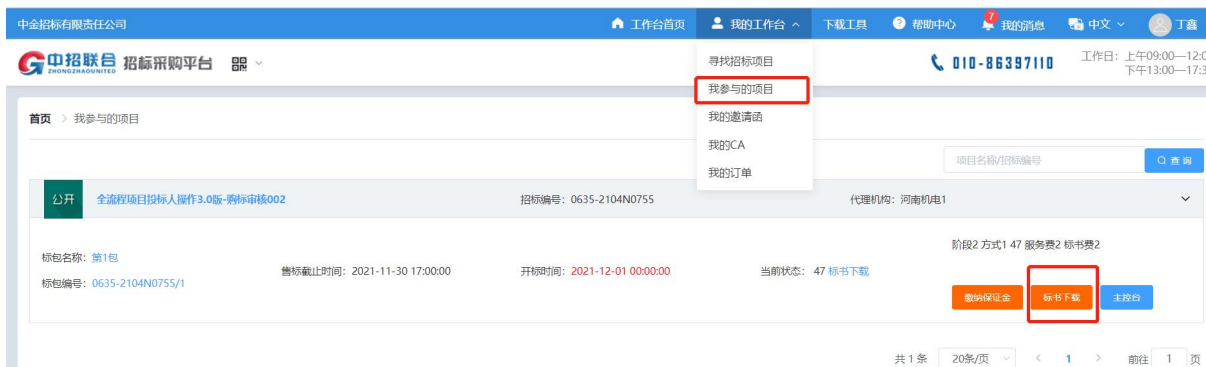 中金招标有限责任公司
工作台首页 我的工作台 下载工具 帮助中心 7 我的消息 中文 丁鑫
中招联合 招标采购平台
ZHONGZHAOUNITED
010-86397110
工作日：上午09:00—12:0
下午13:00—17:3
寻找招标项目
我参与的项目
我的邀请函
我的CA
我的订单
首页 > 我参与的项目
项目名称/招标编号 查询
公开 全流程项目投标人操作3.0版-购标审核002 招标编号：0635-2104N0755 代理机构：河南机电1
阶段2 方式1 47 服务费2 标书费2
标包名称：第1包
标包编号：0635-2104N0755/1
售标截止时间：2021-11-30 17:00:00 开标时间：2021-12-01 00:00:00 当前状态：47 标书下载
缴纳保证金 标书下载 主控台
共 1 条 20条/页 < 1 > 前往 1 页